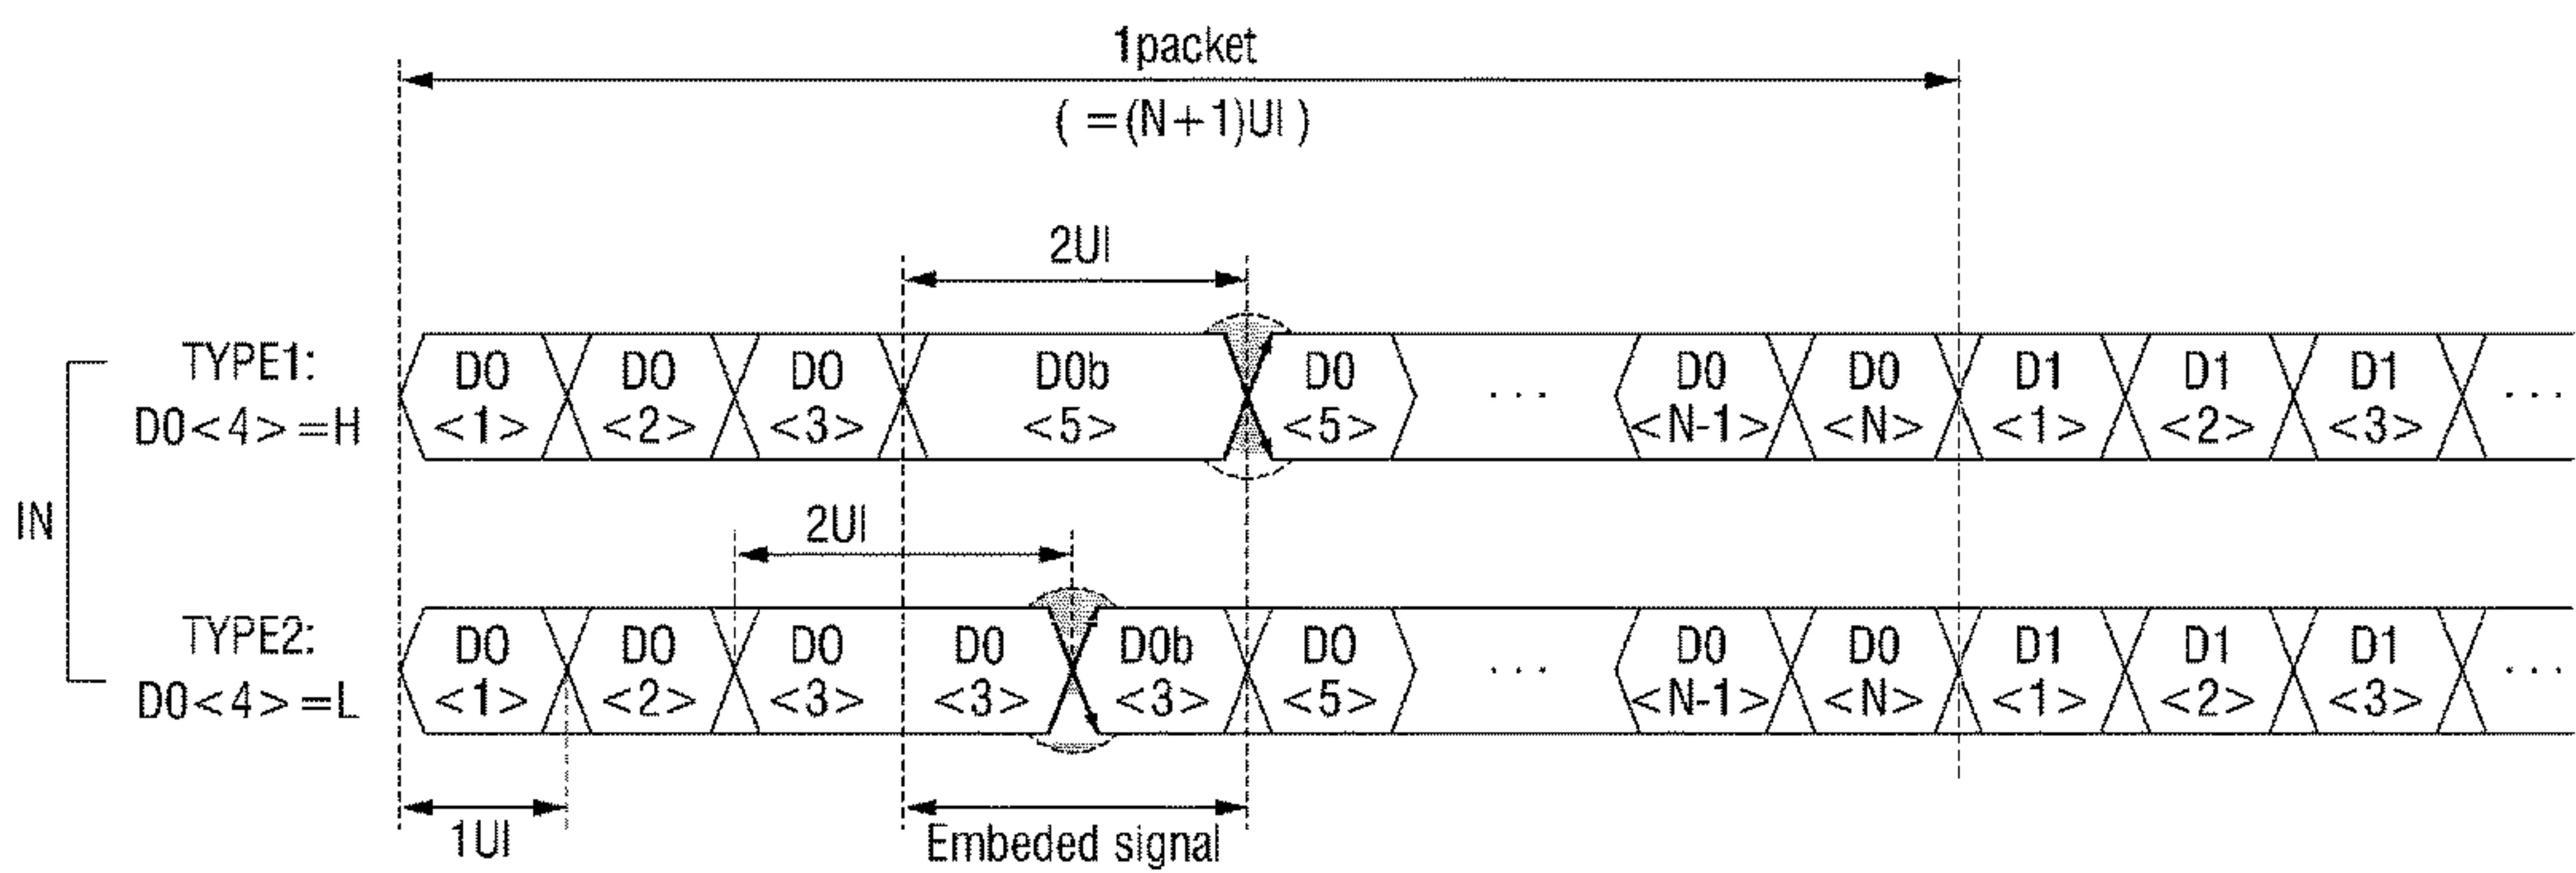 1packet
( =(N+1)UI )
2UI
TYPE1:
D0<4>=H
D0 <1>
D0 <2>
D0 <3>
D0b <5>
D0 <5>
...
D0 <N-1>
D0 <N>
D1 <1>
D1 <2>
D1 <3>
...
IN
2UI
TYPE2:
D0<4>=L
D0 <1>
D0 <2>
D0 <3>
D0 <3>
D0b <3>
D0 <5>
...
D0 <N-1>
D0 <N>
D1 <1>
D1 <2>
D1 <3>
...
1UI
Embeded signal